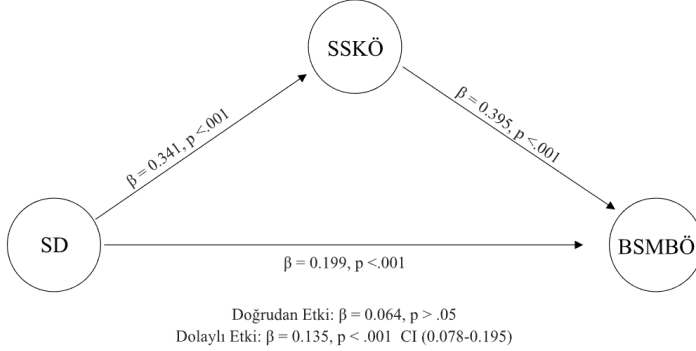 SSKÖ
β = 0.341, p <.001
β = 0.395, p <.001
SD
BSMBÖ
β = 0.199, p <.001
Doğrudan Etki: β = 0.064, p > .05
Dolaylı Etki: β = 0.135, p < .001 CI (0.078-0.195)